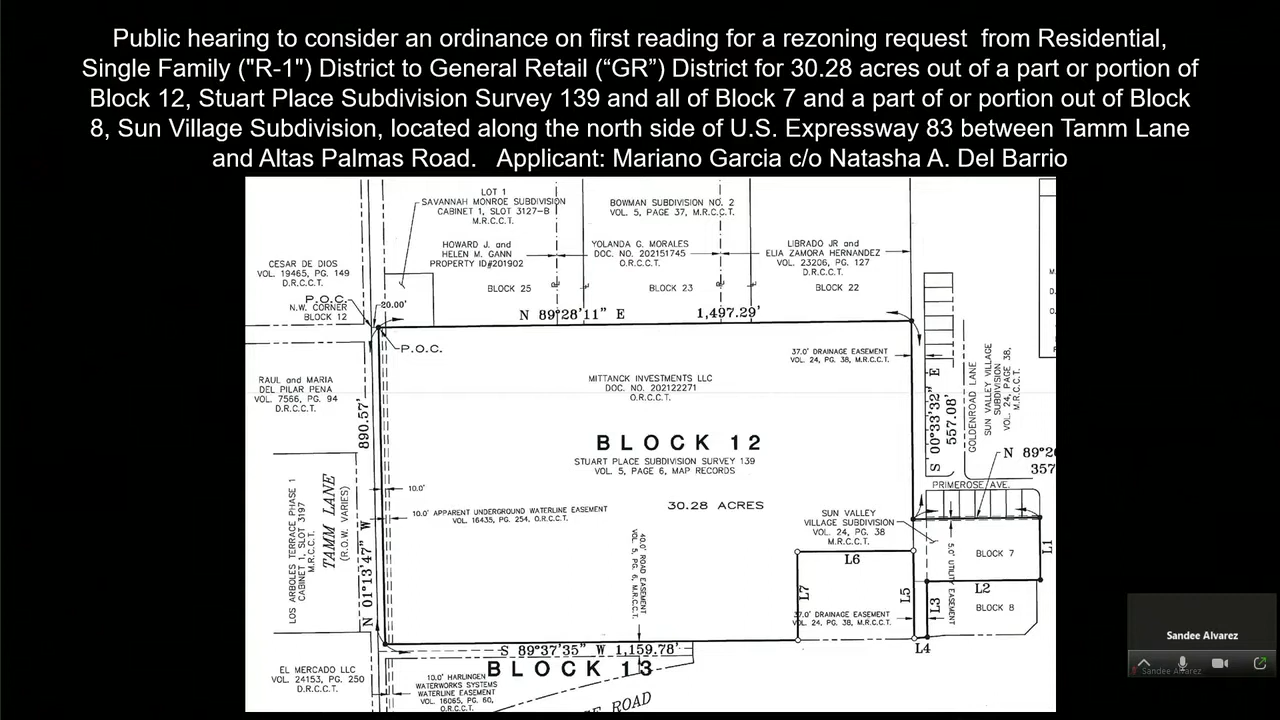 Public hearing to consider an ordinance on first reading for a rezoning request from Residential,
Single Family ("R-1") District to General Retail (“GR”) District for 30.28 acres out of a part or portion of
Block 12, Stuart Place Subdivision Survey 139 and all of Block 7 and a part of or portion out of Block
8, Sun Village Subdivision, located along the north side of U.S. Expressway 83 between Tamm Lane
and Altas Palmas Road. Applicant: Mariano Garcia c/o Natasha A. Del Barrio
LOT 1
SAVANNAH MONROE SUBDIVISION
CABINET 1, SLOT 3127-B
M.R.C.C.T.
BOWMAN SUBDIVISION NO. 2
VOL. 5, PAGE 37, M.R.C.C.T.
HOWARD J. and
HELEN M. GANN
PROPERTY ID#201902
YOLANDA G. MORALES
DOC. NO. 202151745
O.R.C.C.T.
LIBRADO JR and
ELIA ZAMORA HERNANDEZ
VOL. 23206, PG. 127
D.R.C.C.T.
CESAR DE DIOS
VOL. 19465, PG. 149
D.R.C.C.T.
BLOCK 25
BLOCK 23
BLOCK 22
P.O.C.
N.W. CORNER
BLOCK 12
20.00'
N 89°28'11" E
1,497.29'
P.O.C.
37.0' DRAINAGE EASEMENT
VOL. 24, PG. 38, M.R.C.C.T.
RAUL and MARIA
DEL PILAR PENA
VOL. 7566, PG. 94
D.R.C.C.T.
890.57'
N 01°13'47" W
MITTANCK INVESTMENTS LLC
DOC. NO. 202122271
O.R.C.C.T.
S 00°33'32" E
557.08'
GOLDENROAD LANE
SUN VALLEY VILLAGE
SUBDIVISION
VOL. 24, PAGE 38,
M.R.C.C.T.
BLOCK 12
STUART PLACE SUBDIVISION SURVEY 139
VOL. 5, PAGE 6, MAP RECORDS
30.28 ACRES
N 89°20
357
PRIMEROSE AVE.
10.0'
10.0' APPARENT UNDERGROUND WATERLINE EASEMENT
VOL. 16435, PG. 254, O.R.C.C.T.
LOS ARBOLES TERRACE PHASE 1
CABINET 1, SLOT 3197
M.R.C.C.T.
TAMM LANE
(R.O.W. VARIES)
SUN VALLEY
VILLAGE SUBDIVISION
VOL. 24, PG. 38
M.R.C.C.T.
40.0' ROAD EASEMENT
VOL. 5, PG. 6, M.R.C.C.T.
5.0' UTILITY EASEMENT
BLOCK 7
L1
L6
L2
L7
L5
L3
BLOCK 8
37.0' DRAINAGE EASEMENT
VOL. 24, PG. 38, M.R.C.C.T.
L4
S 89°37'35" W 1,159.78'
BLOCK 13
EL MERCADO LLC
VOL. 24153, PG. 250
D.R.C.C.T.
10.0' HARLINGEN
WATERWORKS SYSTEMS
WATERLINE EASEMENT
VOL. 16065, PG. 60,
O.R.C.C.T.
ROAD
Sandee Alvarez
Sandee Alvarez